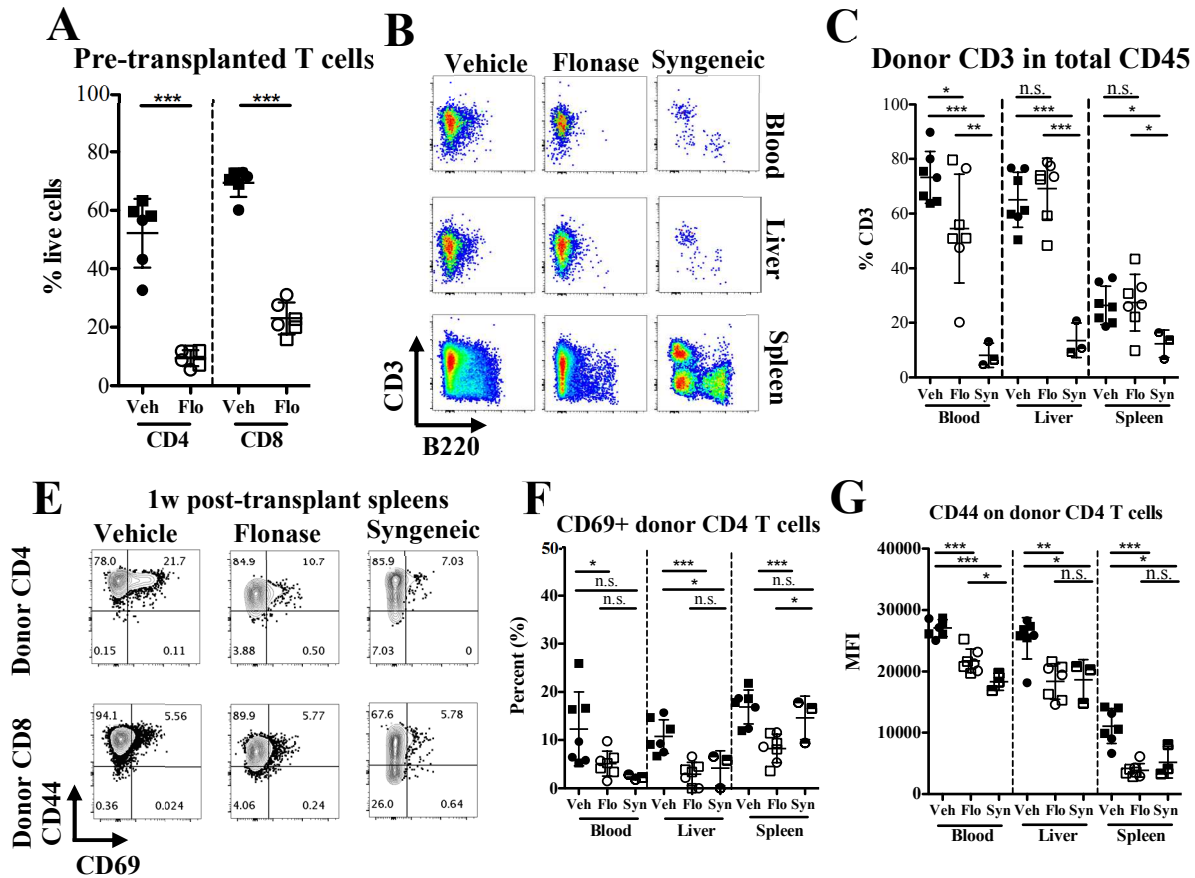 A
Pre-transplanted T cells
% live cells
100
80
60
40
20
0
***
***
Veh Flo Veh Flo
CD4 CD8
B
Vehicle Flonase Syngeneic
Blood
Liver
Spleen
CD3
B220
C
Donor CD3 in total CD45
% CD3
100
80
60
40
20
0
*
***
**
n.s.
***
***
n.s.
*
*
Veh Flo Syn Veh Flo Syn Veh Flo Syn
Blood Liver Spleen
E
1w post-transplant spleens
Vehicle Flonase Syngeneic
Donor CD4
78.0 21.7 84.9 10.7 85.9 7.03
0.15 0.11 3.88 0.50 7.03 0
Donor CD8
94.1 5.56 89.9 5.77 67.6 5.78
0.36 0.024 4.06 0.24 26.0 0.64
CD44
CD69
F
CD69+ donor CD4 T cells
Percent (%)
50
40
30
20
10
0
*
n.s.
n.s.
***
*
n.s.
***
n.s.
*
Veh Flo Syn Veh Flo Syn Veh Flo Syn
Blood Liver Spleen
G
CD44 on donor CD4 T cells
MFI
40000
30000
20000
10000
0
***
***
*
**
*
n.s.
***
*
n.s.
Veh Flo Syn Veh Flo Syn Veh Flo Syn
Blood Liver Spleen